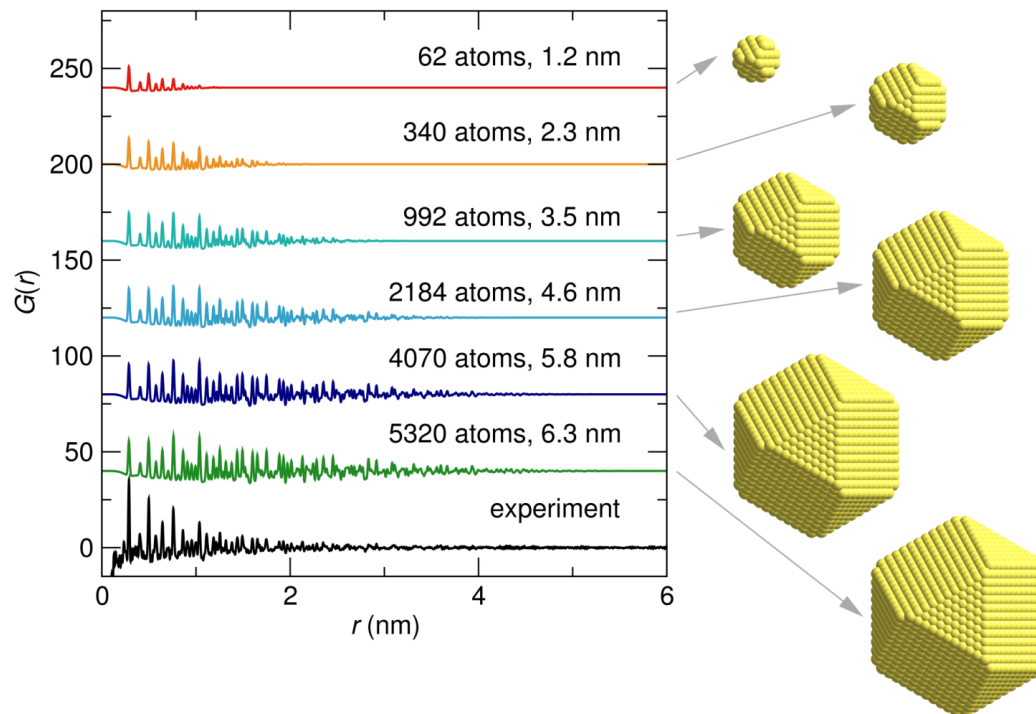 250
200
150
100
50
0
G(r)
62 atoms, 1.2 nm
340 atoms, 2.3 nm
992 atoms, 3.5 nm
2184 atoms, 4.6 nm
4070 atoms, 5.8 nm
5320 atoms, 6.3 nm
experiment
0 2 4 6
r (nm)